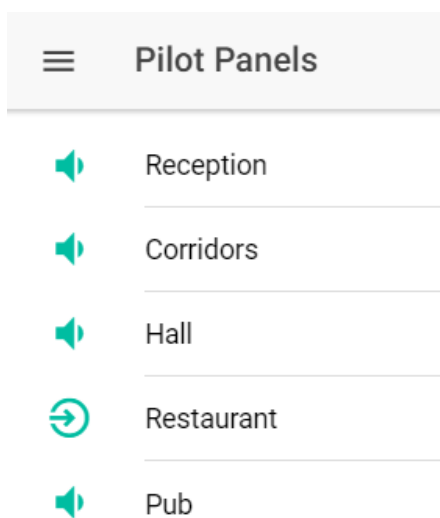 Pilot Panels
Reception
Corridors
Hall
Restaurant
Pub